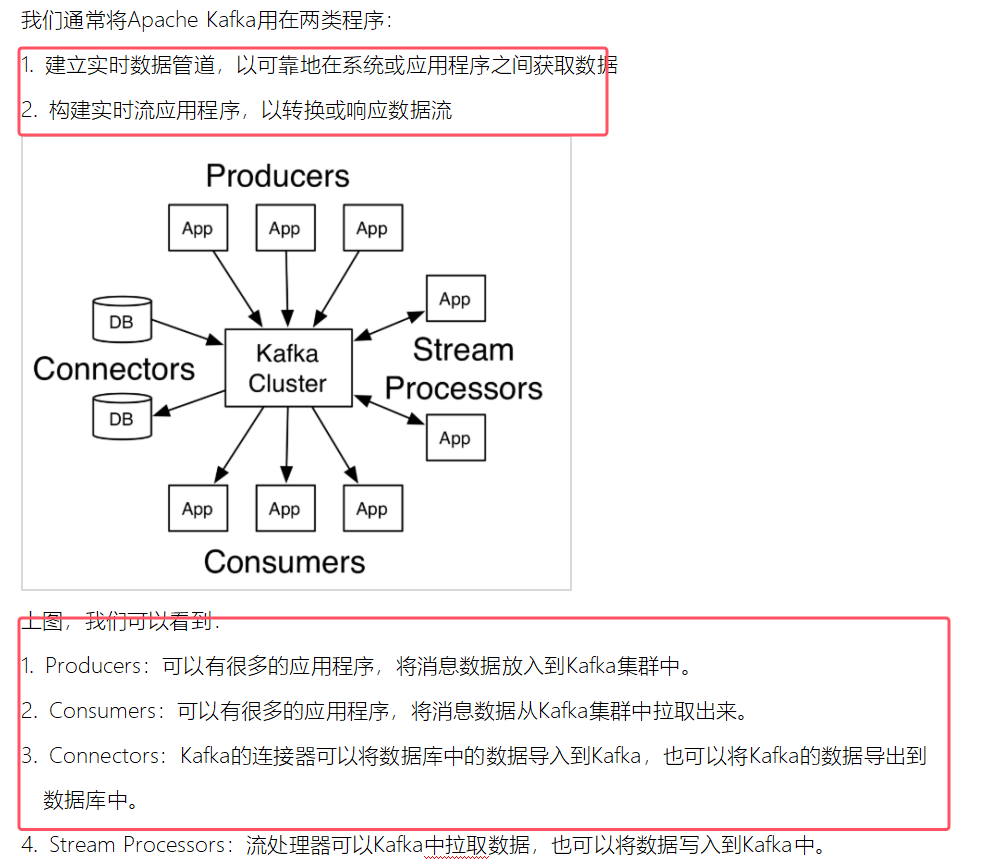 我们通常将Apache Kafka用在两类程序：
1. 建立实时数据管道，以可靠地在系统或应用程序之间获取数据
2. 构建实时流应用程序，以转换或响应数据流
Producers
App App App
App
DB
Kafka
Cluster
Stream
Processors
Connectors
DB
App
App App App
Consumers
上图，我们可以看到：
1. Producers：可以有很多的应用程序，将消息数据放入到Kafka集群中。
2. Consumers：可以有很多的应用程序，将消息数据从Kafka集群中拉取出来。
3. Connectors：Kafka的连接器可以将数据库中的数据导入到Kafka，也可以将Kafka的数据导出到
数据库中。
4. Stream Processors：流处理器可以Kafka中拉取数据，也可以将数据写入到Kafka中。